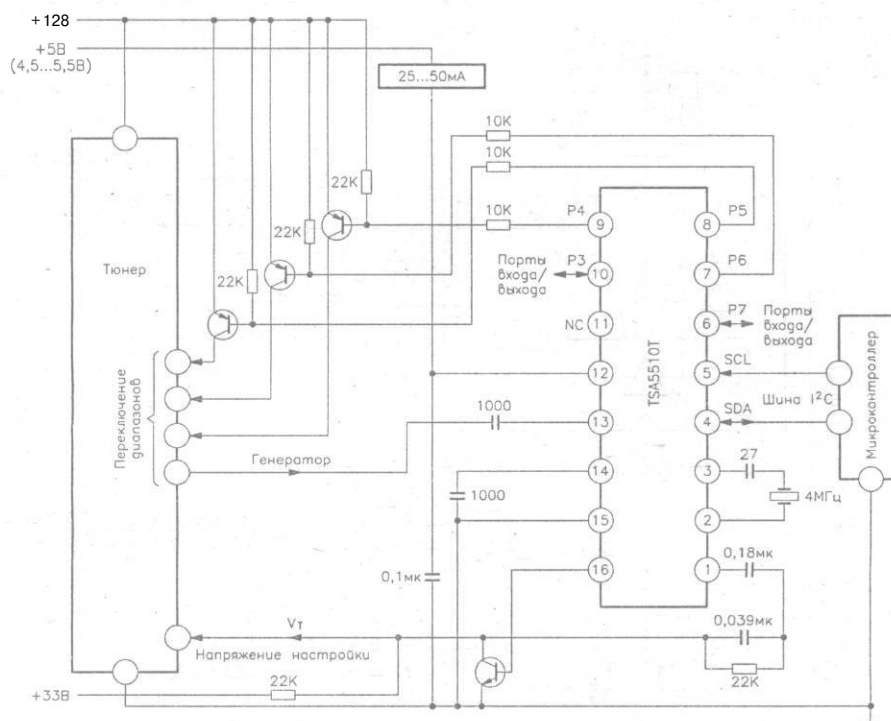 +128
+5В
(4,5...5,5В)
25...50мА
10К
10К
22К
10К
P4
P5
9
8
22К
Тюнер
Порты
входа/
выхода
P3
10
7
P6
22К
NC
11
6
P7
Порты
входа/
выхода
TSA5510T
12
5
SCL
Шина I²C
Микроконтроллер
Переключение
диапазонов
1000
13
4
SDA
Генератор
27
1000
14
3
4МГц
15
2
0,18мк
0,1мк
16
1
0,039мк
VT
Напряжение настройки
22К
22К
+33В